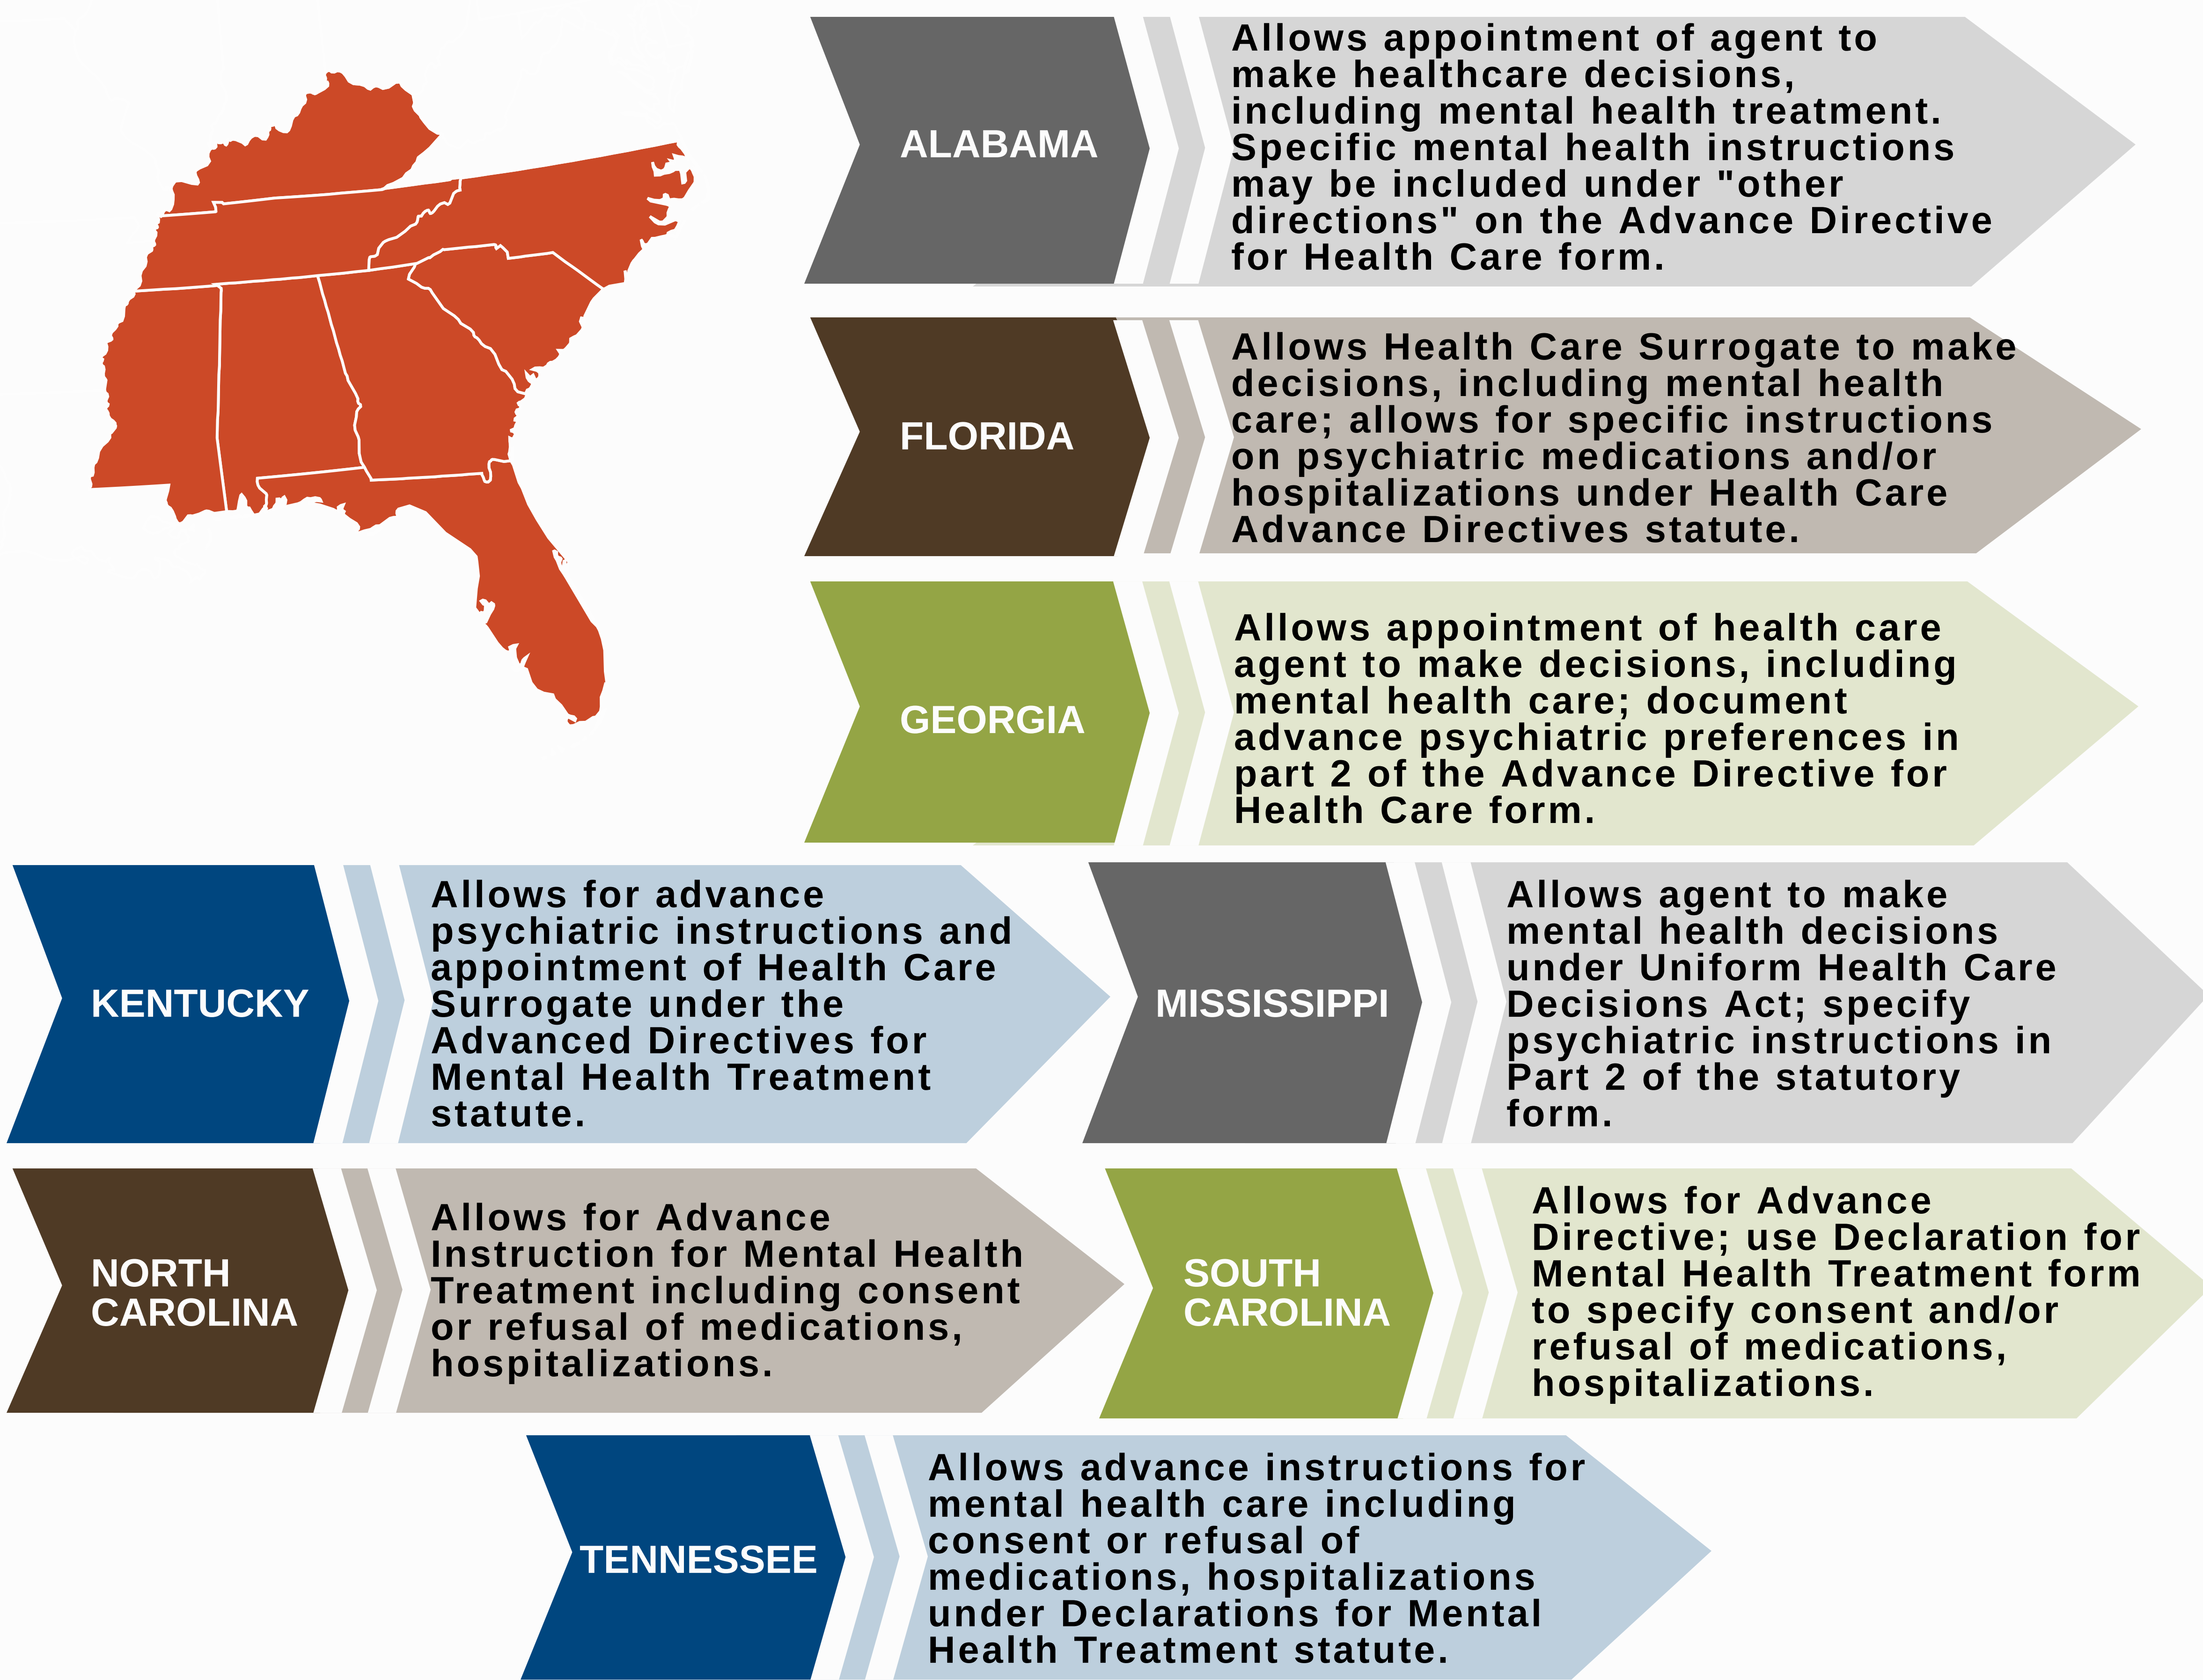 ALABAMA
Allows appointment of agent to
make healthcare decisions,
including mental health treatment.
Specific mental health instructions
may be included under "other
directions" on the Advance Directive
for Health Care form.
FLORIDA
Allows Health Care Surrogate to make
decisions, including mental health
care; allows for specific instructions
on psychiatric medications and/or
hospitalizations under Health Care
Advance Directives statute.
GEORGIA
Allows appointment of health care
agent to make decisions, including
mental health care; document
advance psychiatric preferences in
part 2 of the Advance Directive for
Health Care form.
KENTUCKY
Allows for advance
psychiatric instructions and
appointment of Health Care
Surrogate under the
Advanced Directives for
Mental Health Treatment
statute.
MISSISSIPPI
Allows agent to make
mental health decisions
under Uniform Health Care
Decisions Act; specify
psychiatric instructions in
Part 2 of the statutory
form.
NORTH
CAROLINA
Allows for Advance
Instruction for Mental Health
Treatment including consent
or refusal of medications,
hospitalizations.
SOUTH
CAROLINA
Allows for Advance
Directive; use Declaration for
Mental Health Treatment form
to specify consent and/or
refusal of medications,
hospitalizations.
TENNESSEE
Allows advance instructions for
mental health care including
consent or refusal of
medications, hospitalizations
under Declarations for Mental
Health Treatment statute.